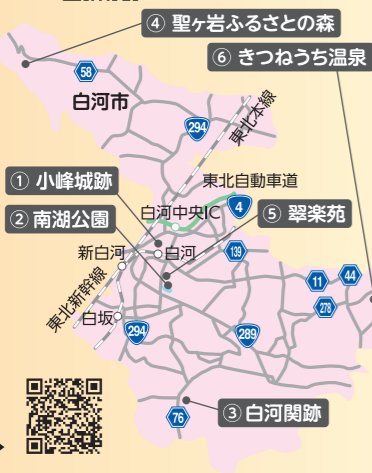 ④ 聖ヶ岩ふるさとの森
⑥ きつねうち温泉
58
白河市
294
東北本線
① 小峰城跡
東北自動車道
② 南湖公園
白河中央IC
4
⑤ 翠楽苑
新白河
白河
139
11
44
278
東北新幹線
白坂
294
289
76
③ 白河関跡